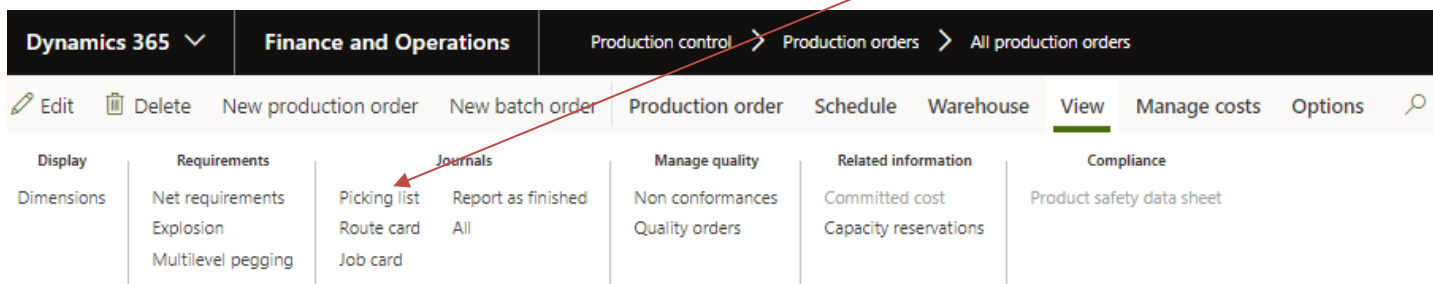 Dynamics 365 Finance and Operations Production control Production orders All production orders
Edit Delete New production order New batch order Production order Schedule Warehouse View Manage costs Options
Display Requirements Journals Manage quality Related information Compliance
Dimensions Net requirements Picking list Report as finished Non conformances Committed cost Product safety data sheet
Explosion Route card All Quality orders Capacity reservations
Multilevel pegging Job card